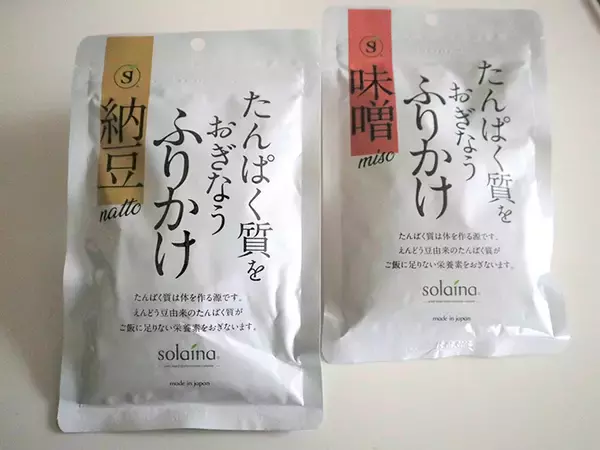 納豆
natto
たんぱく質を
おぎなう
ふりかけ
たんぱく質は体を作る源です。
えんどう豆由来のたんぱく質が
ご飯に足りない栄養素をおぎないます。
solaina
made in japan
味噌
miso
たんぱく質を
おぎなう
ふりかけ
たんぱく質は体を作る源です。
えんどう豆由来のたんぱく質が
ご飯に足りない栄養素をおぎないます。
solaina
made in japan